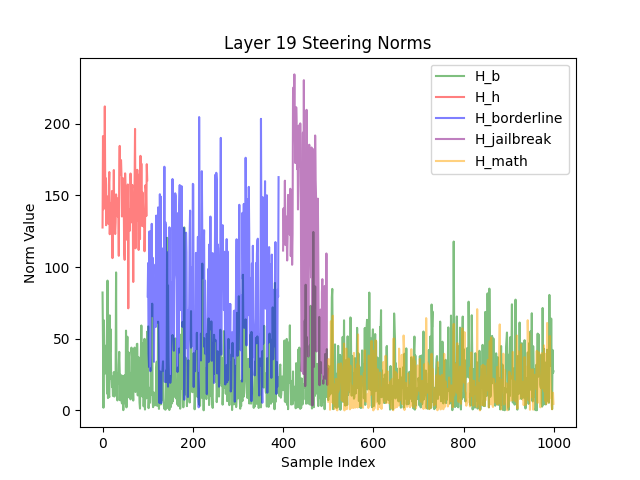 Layer 19 Steering Norms
H_b
H_h
H_borderline
H_jailbreak
H_math
Norm Value
200
150
100
50
0
0
200
400
600
800
1000
Sample Index